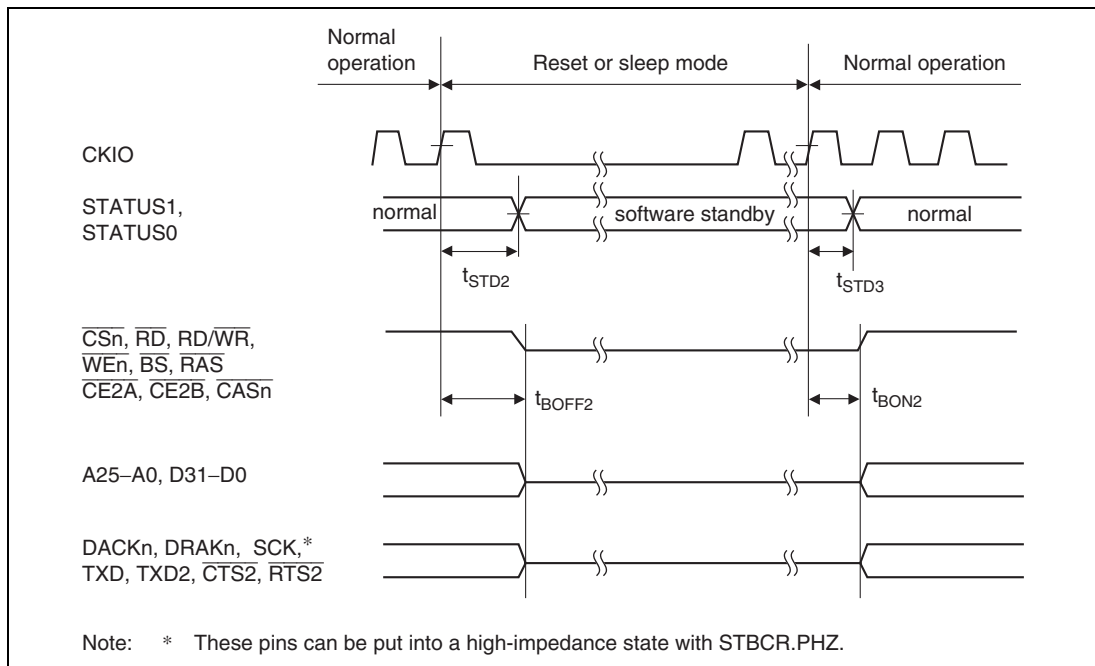 Normal
operation
Reset or sleep mode
Normal operation
CKIO
STATUS1,
STATUS0
normal
software standby
normal
tSTD2
tSTD3
CSn, RD, RD/WR,
WEn, BS, RAS
CE2A, CE2B, CASn
tBOFF2
tBON2
A25–A0, D31–D0
DACKn, DRAKn, SCK,*
TXD, TXD2, CTS2, RTS2
Note: * These pins can be put into a high-impedance state with STBCR.PHZ.